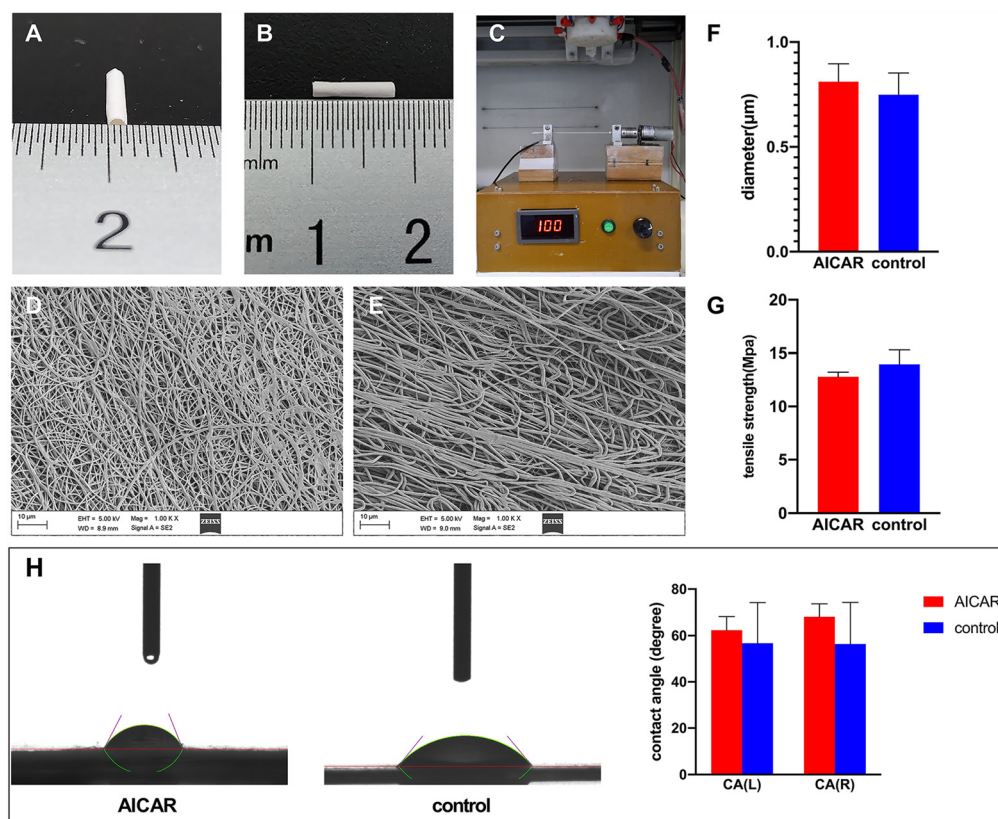 A
B
C
2
m/m
m 1 2
100
F
1.0
0.5
0.0
diameter(μm)
AICAR control
D
E
10 μm
EHT = 5.00 kV
WD = 8.9 mm
Mag = 1.00 K X
Signal A = SE2
ZEISS
10 μm
EHT = 5.00 kV
WD = 9.0 mm
Mag = 1.00 K X
Signal A = SE2
ZEISS
G
20
15
10
5
0
tensile strength(Mpa)
AICAR control
H
AICAR
control
80
60
40
20
0
contact angle (degree)
CA(L)
CA(R)
AICAR
control